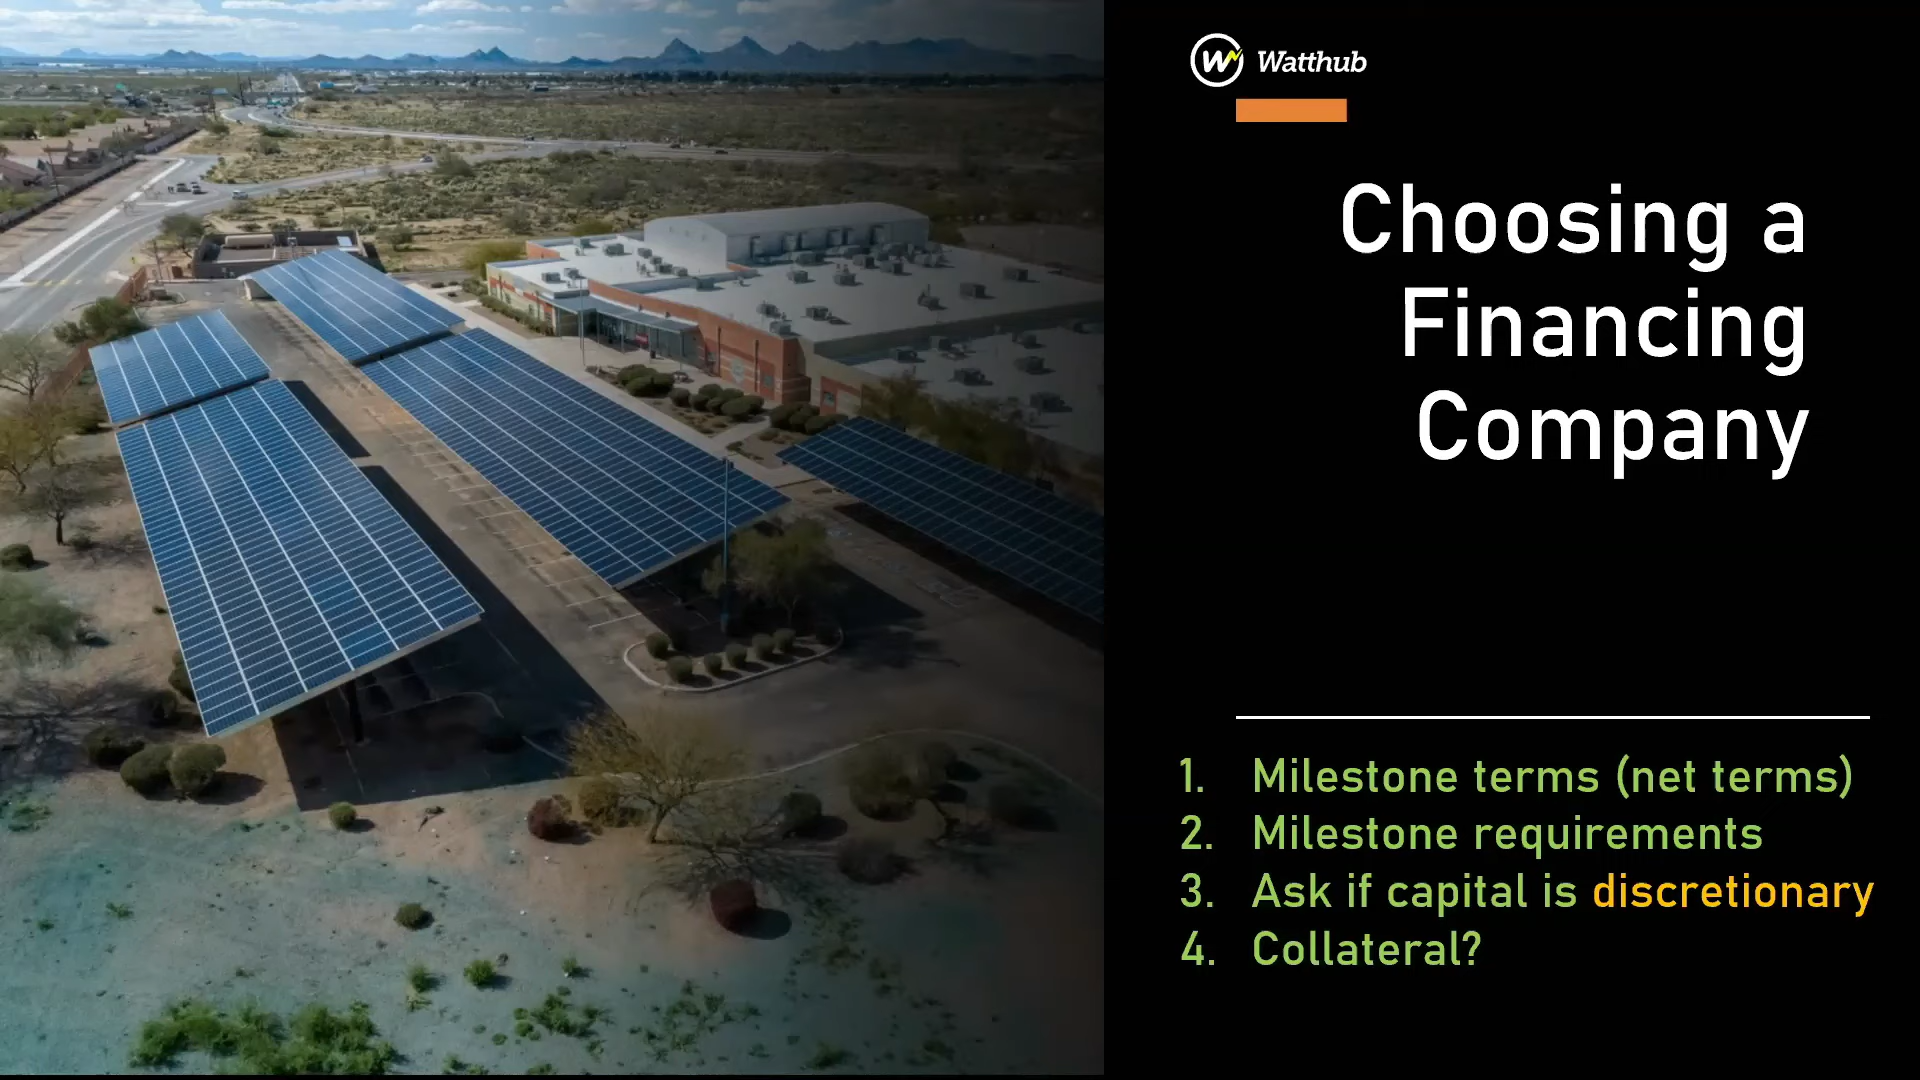 Watthub
Choosing a
Financing
Company
1. Milestone terms (net terms)
2. Milestone requirements
3. Ask if capital is discretionary
4. Collateral?